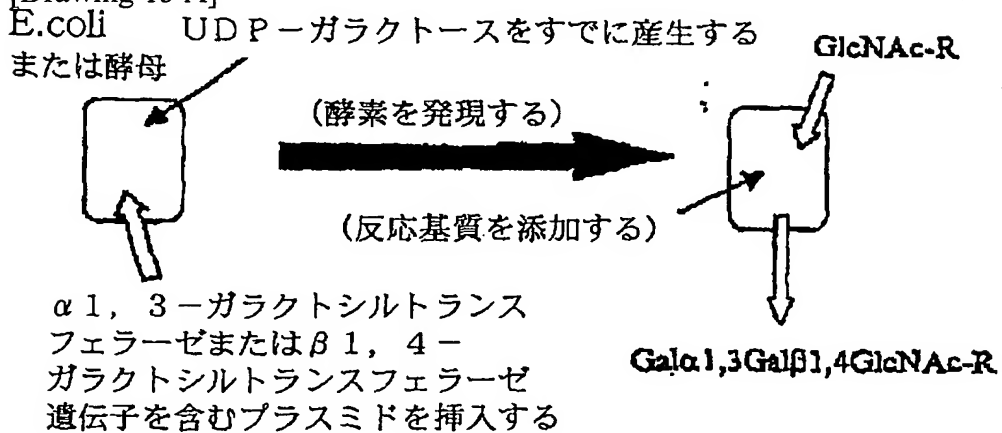 E.coli UDP－ガラクトースをすでに産生する
または酵母
GlcNAc-R
(酵素を発現する)
(反応基質を添加する)
α1，3－ガラクトシルトランス
フェラーゼまたはβ1，4－
ガラクトシルトランスフェラーゼ
遺伝子を含むプラスミドを挿入する
Galα1,3Galβ1,4GlcNAc-R